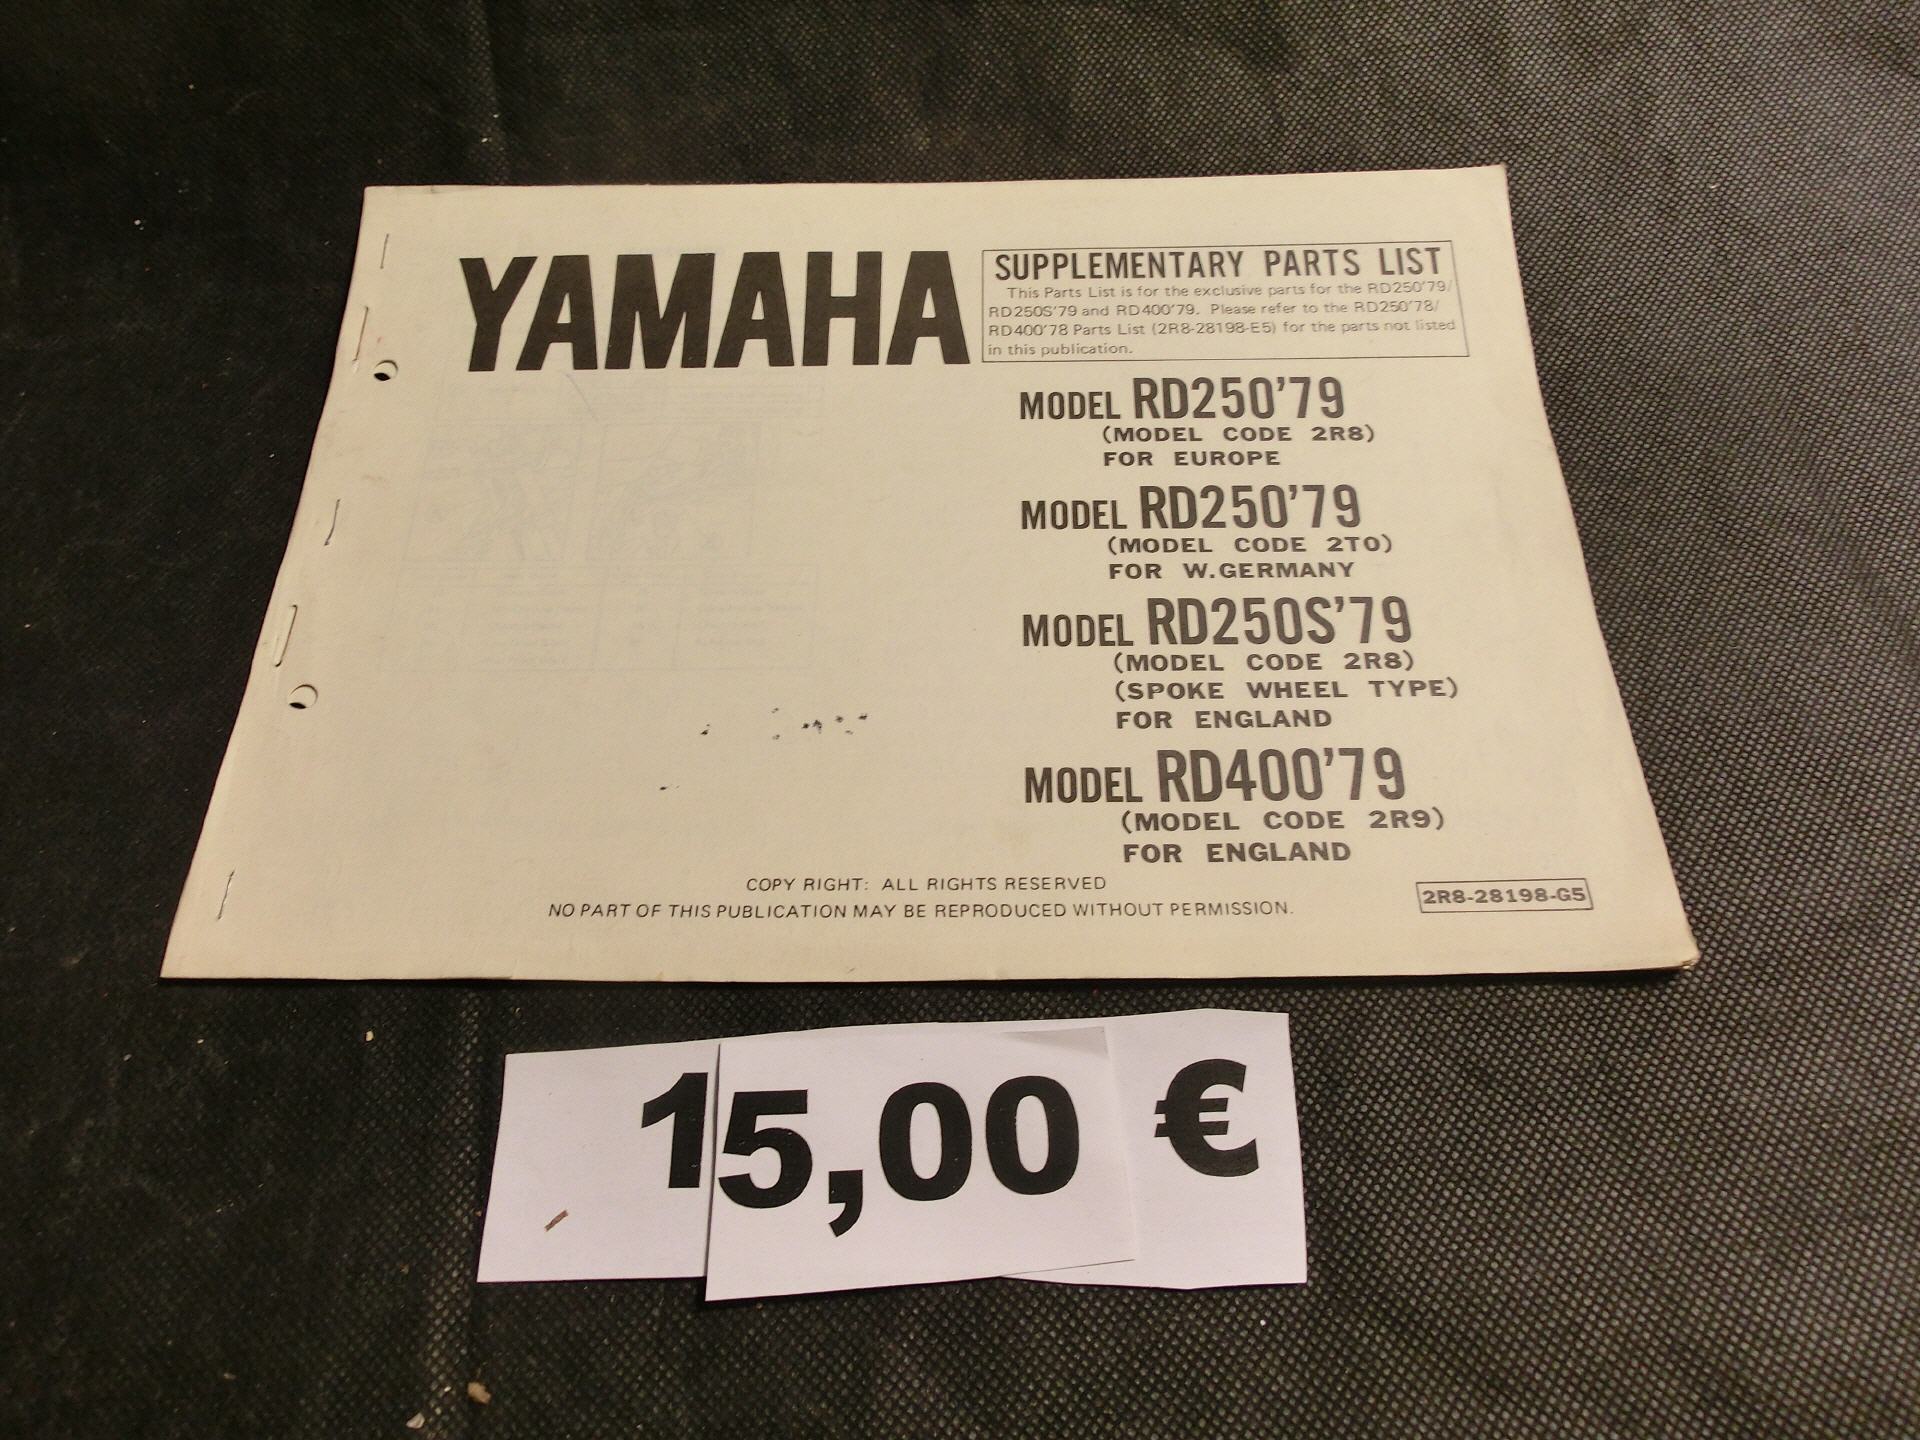 YAMAHA
SUPPLEMENTARY PARTS LIST
This Parts List is for the exclusive parts for the RD250'79/
RD250S'79 and RD400'79. Please refer to the RD250'78/
RD400'78 Parts List (2R8-28198-E5) for the parts not listed
in this publication.
MODEL RD250'79
(MODEL CODE 2R8)
FOR EUROPE
MODEL RD250'79
(MODEL CODE 2T0)
FOR W.GERMANY
MODEL RD250S'79
(MODEL CODE 2R8)
(SPOKE WHEEL TYPE)
FOR ENGLAND
MODEL RD400'79
(MODEL CODE 2R9)
FOR ENGLAND
COPY RIGHT: ALL RIGHTS RESERVED
NO PART OF THIS PUBLICATION MAY BE REPRODUCED WITHOUT PERMISSION.
2R8-28198-G5
15,00 €